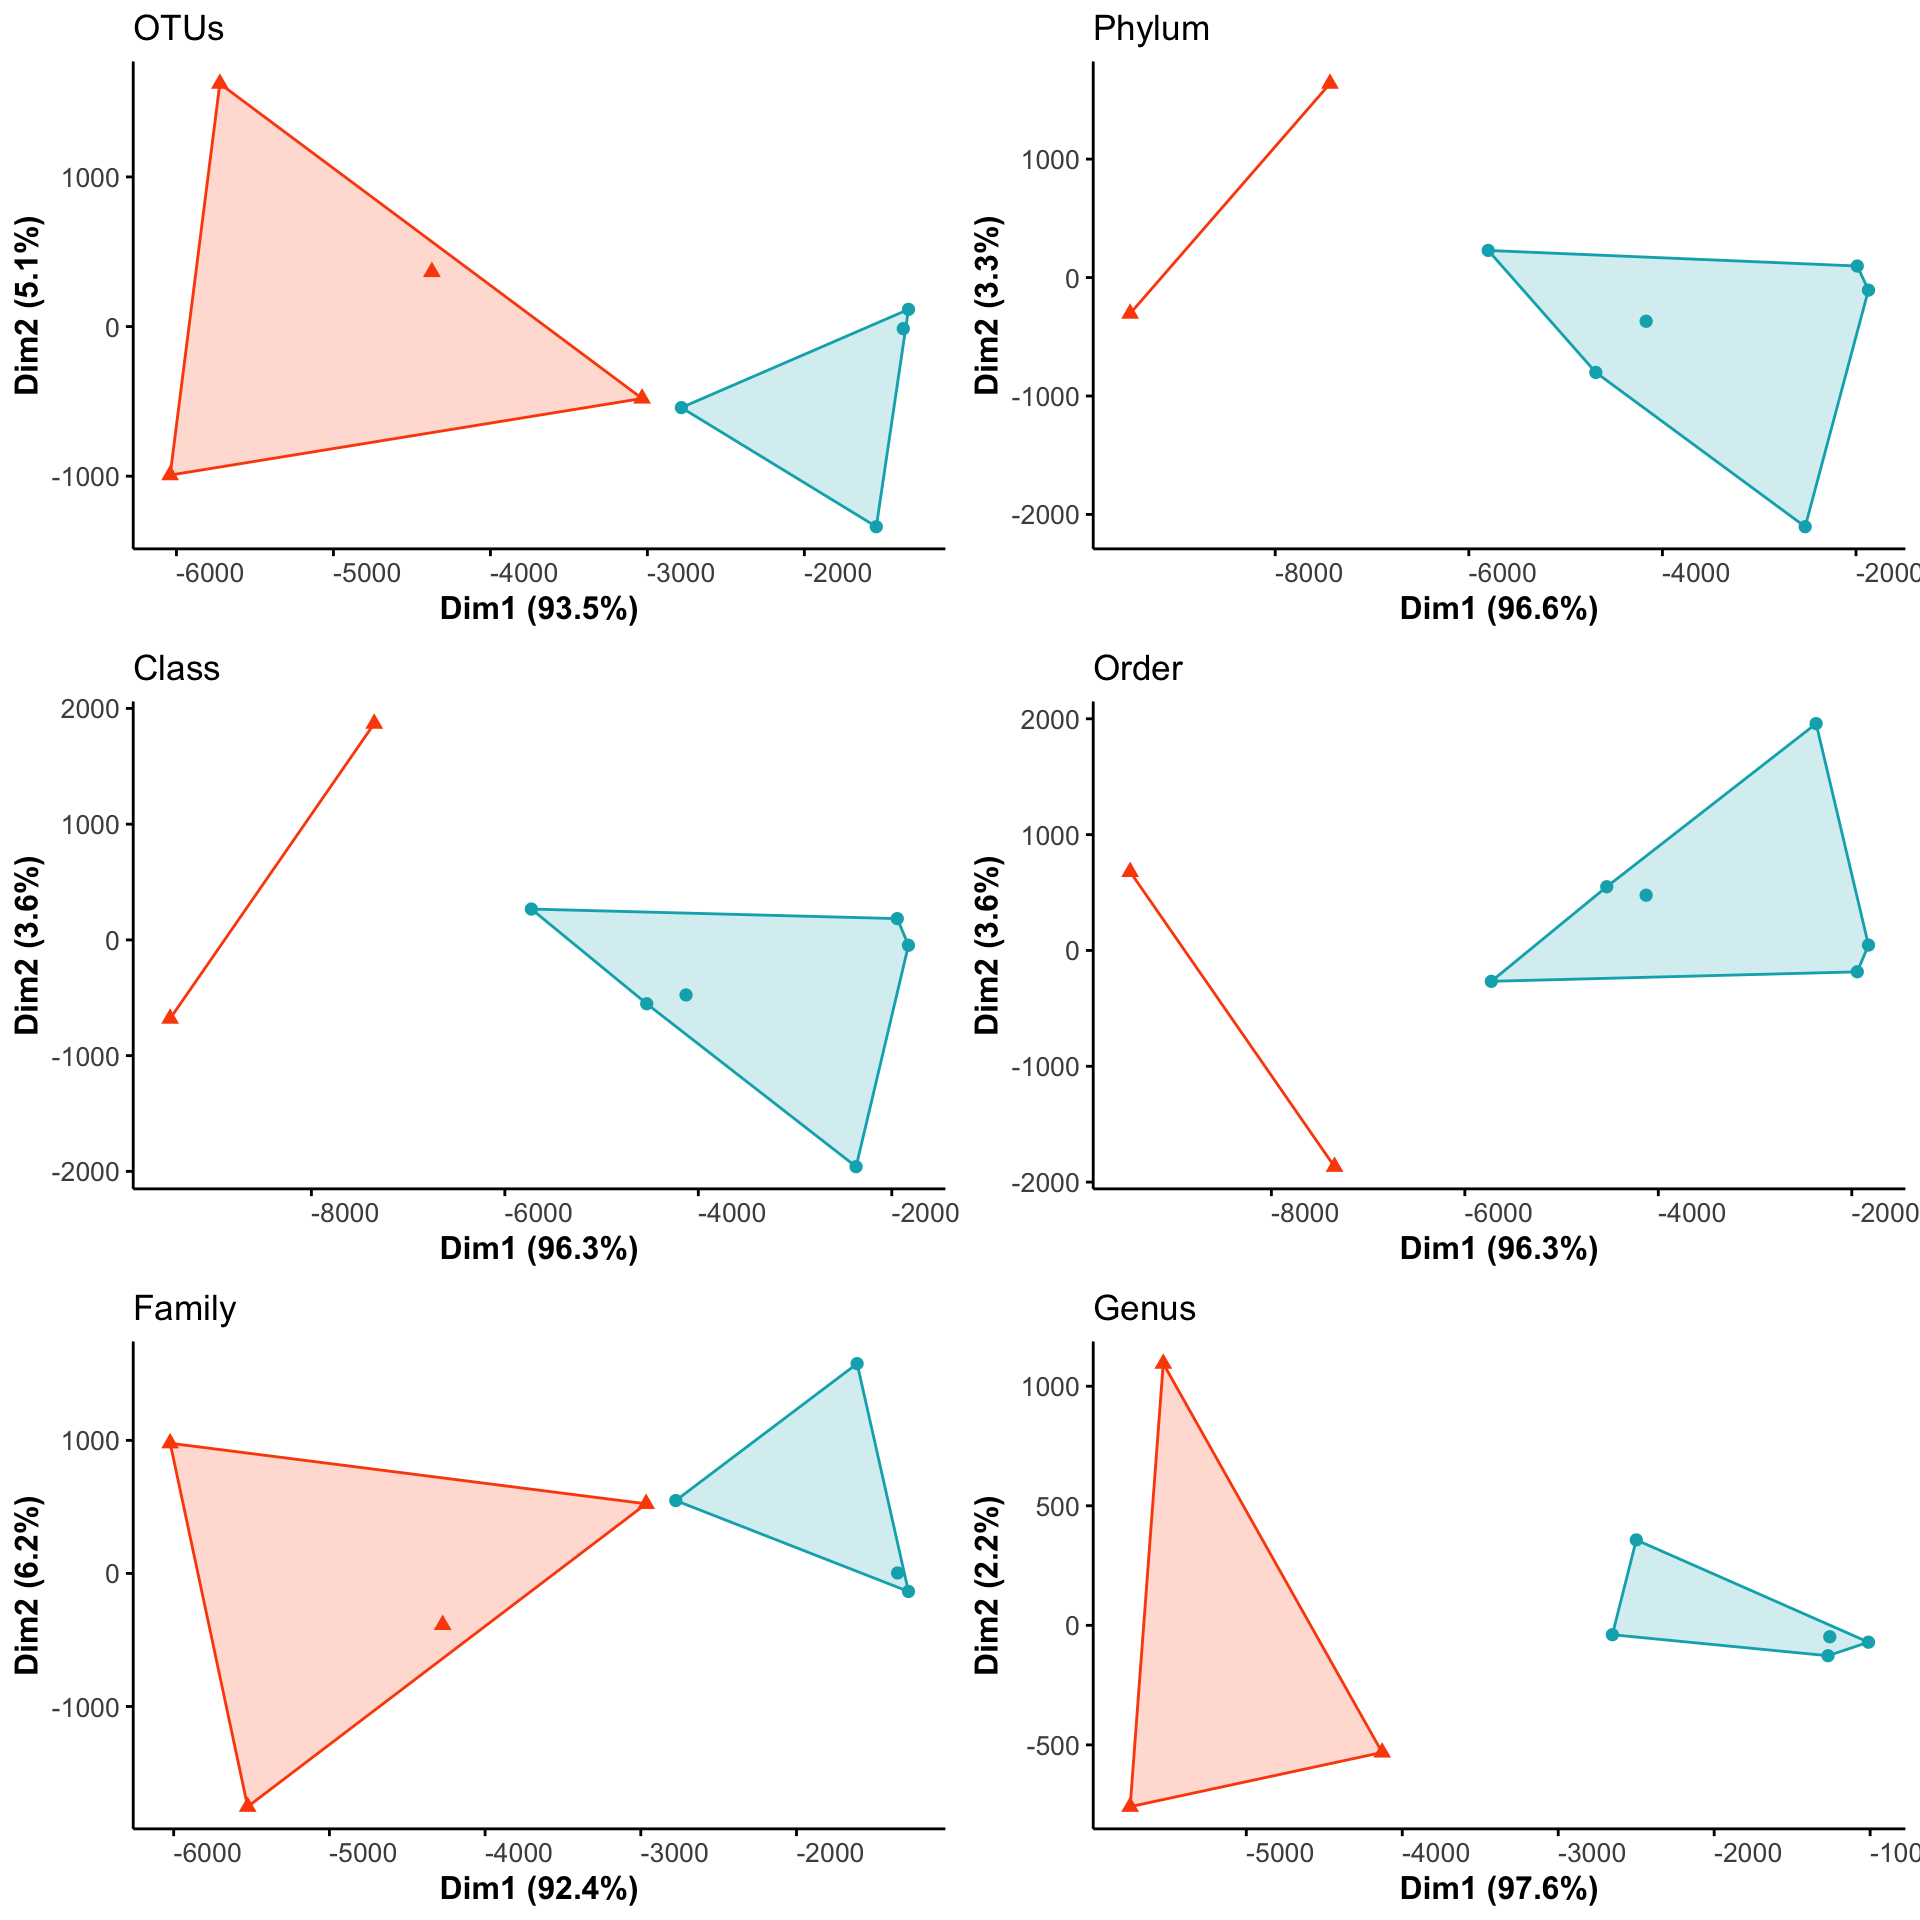 OTUs
1000
0
-1000
Dim2 (5.1%)
-6000 -5000 -4000 -3000 -2000
Dim1 (93.5%)
Phylum
1000
0
-1000
-2000
Dim2 (3.3%)
-8000 -6000 -4000 -2000
Dim1 (96.6%)
Class
2000
1000
0
-1000
-2000
Dim2 (3.6%)
-8000 -6000 -4000 -2000
Dim1 (96.3%)
Order
2000
1000
0
-1000
-2000
Dim2 (3.6%)
-8000 -6000 -4000 -2000
Dim1 (96.3%)
Family
1000
0
-1000
Dim2 (6.2%)
-6000 -5000 -4000 -3000 -2000
Dim1 (92.4%)
Genus
1000
500
0
-500
Dim2 (2.2%)
-5000 -4000 -3000 -2000 -100
Dim1 (97.6%)